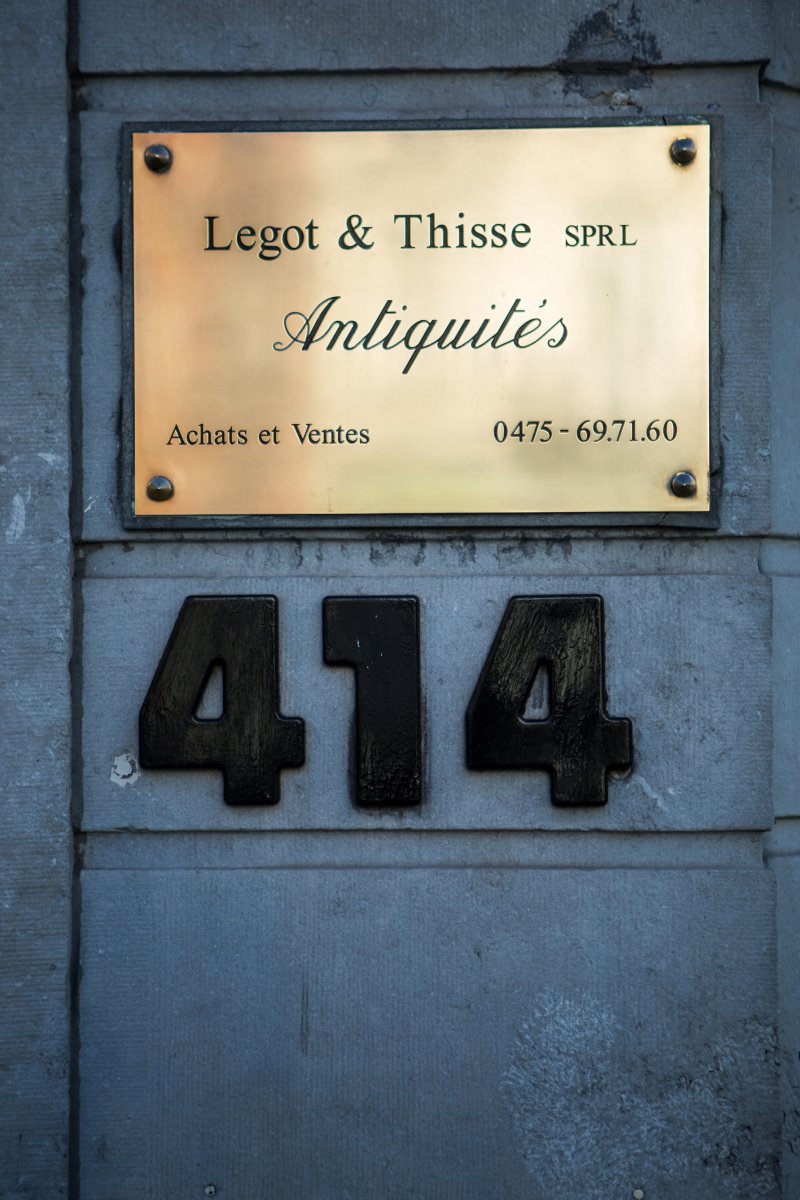 Legot & Thisse SPRL
Antiquités
Achats et Ventes 0475-69.71.60
414